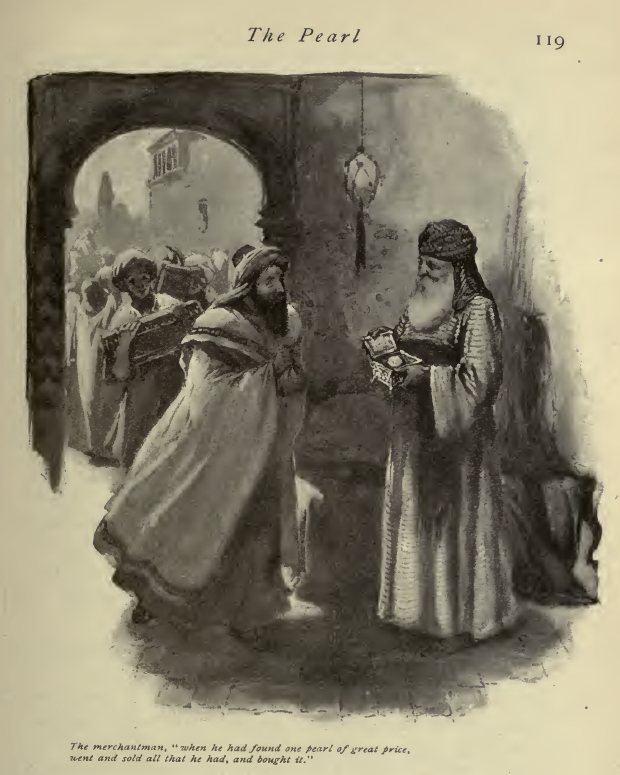 The Pearl 119
The merchantman, "when he had found one pearl of great price,
went and sold all that he had, and bought it."